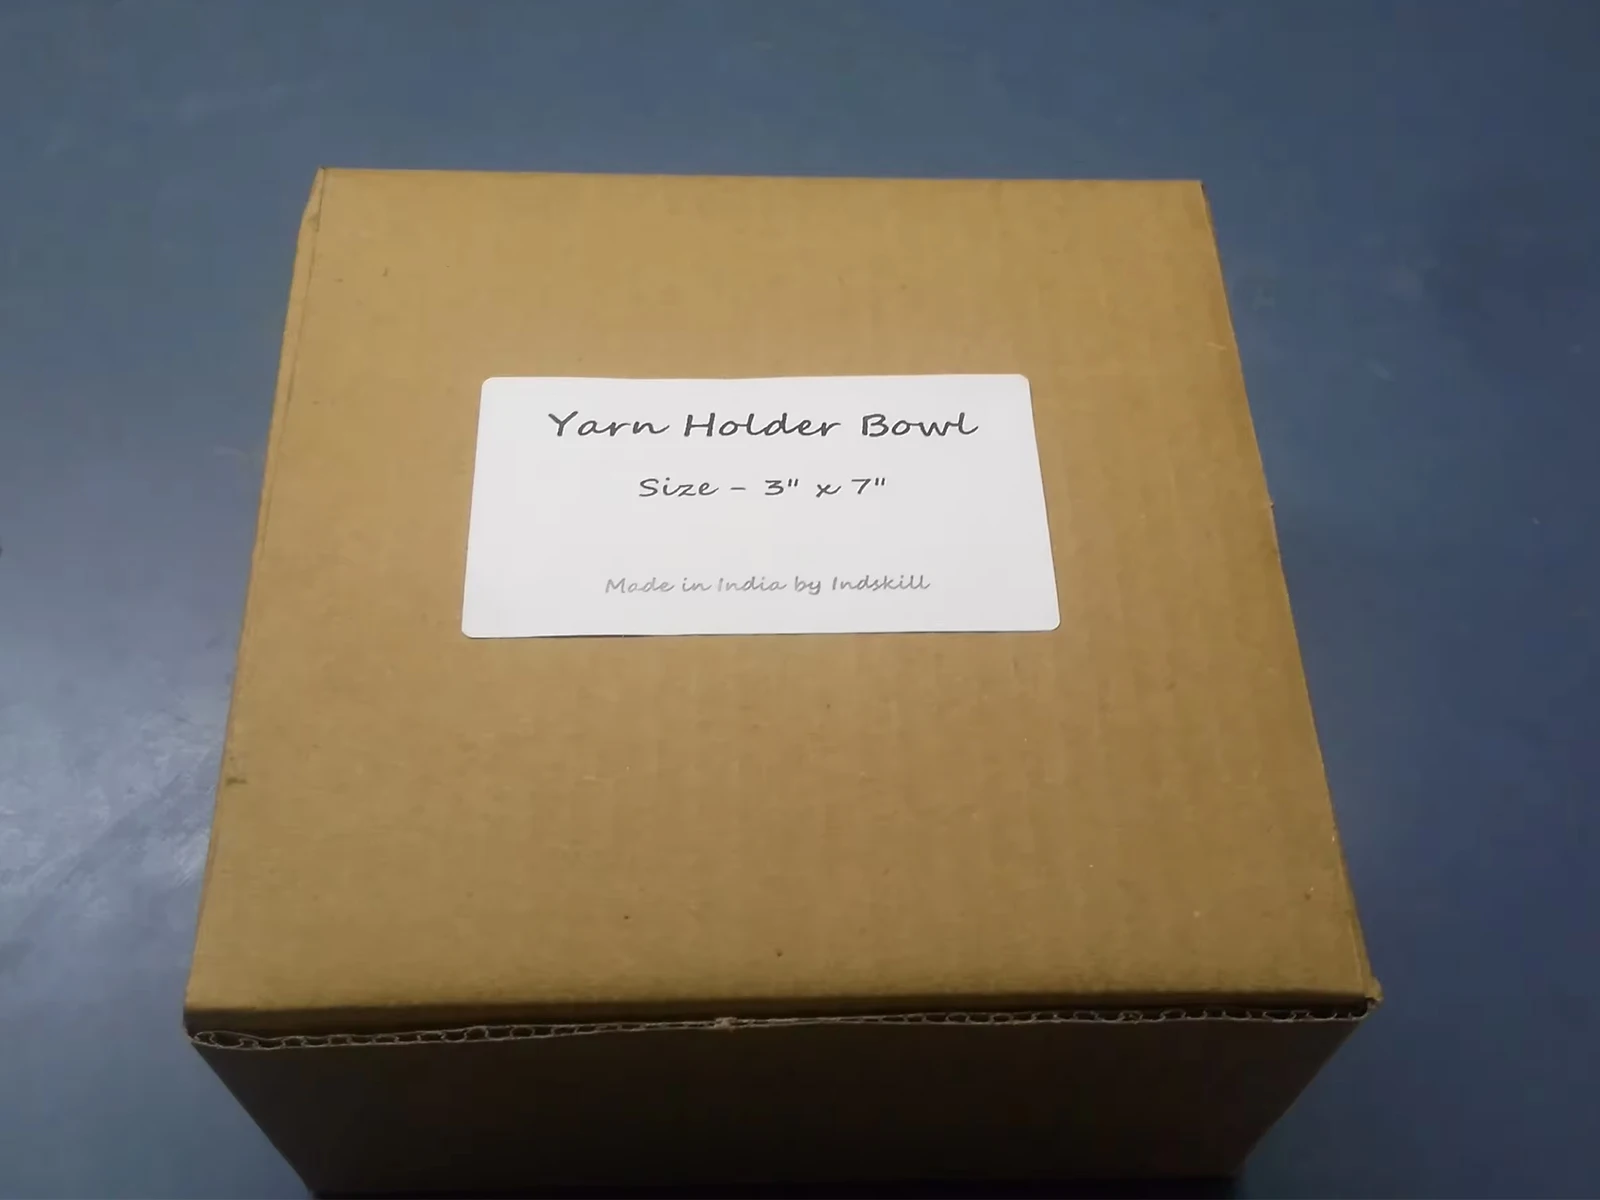 Yarn Holder Bowl
Size - 3" x 7"
Made in India by Indskill